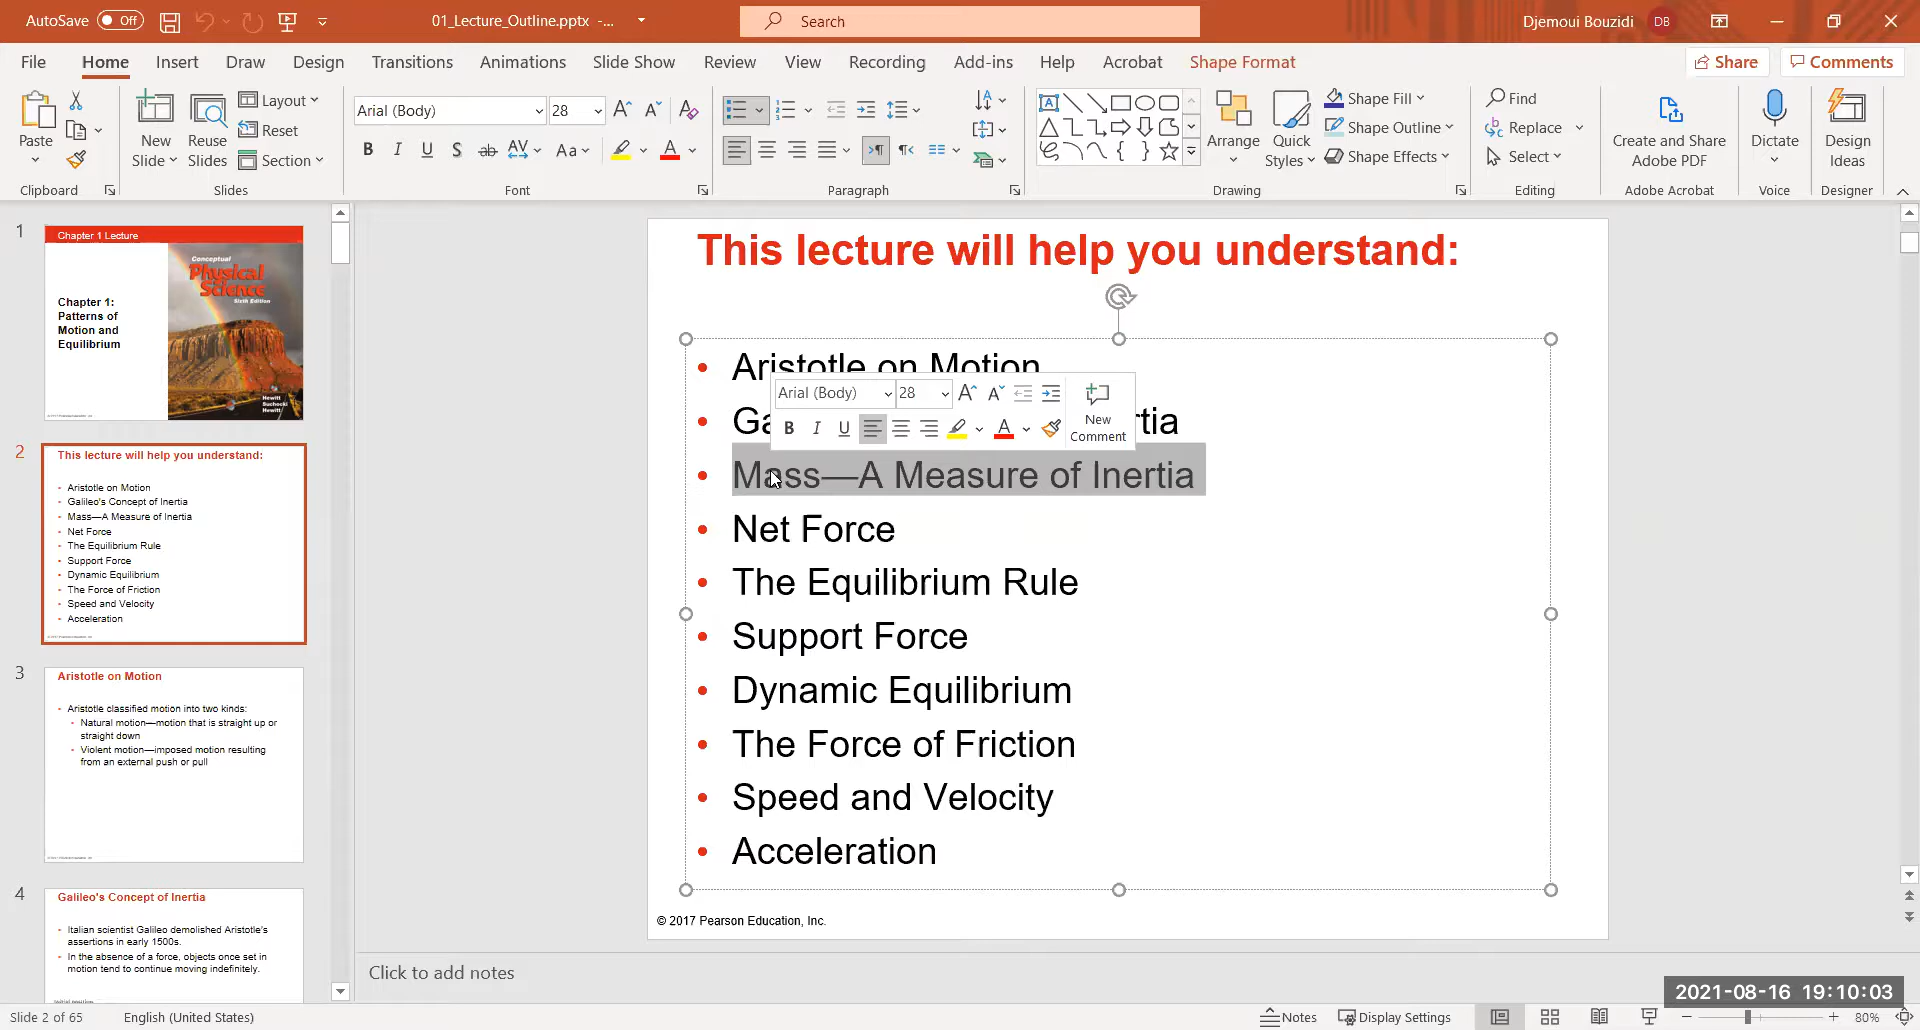 AutoSave Off 01_Lecture_Outline.pptx -... Search Djemoui Bouzidi DB
File Home Insert Draw Design Transitions Animations Slide Show Review View Recording Add-ins Help Acrobat Shape Format Share Comments
Paste
Clipboard
New Slide
Reuse Slides
Layout
Reset
Section
Slides
Arial (Body) 28
B I U S ab AV Aa A
Font
Paragraph
Arrange
Quick Styles
Shape Fill
Shape Outline
Shape Effects
Drawing
Find
Replace
Select
Editing
Create and Share
Adobe PDF
Adobe Acrobat
Dictate
Voice
Design
Ideas
Designer
1
Chapter 1 Lecture
Conceptual
Physical
Science
Sixth Edition
Chapter 1:
Patterns of
Motion and
Equilibrium
Hewitt
Suchocki
Hewitt
2
This lecture will help you understand:
Aristotle on Motion
Galileo's Concept of Inertia
Mass—A Measure of Inertia
Net Force
The Equilibrium Rule
Support Force
Dynamic Equilibrium
The Force of Friction
Speed and Velocity
Acceleration
3
Aristotle on Motion
Aristotle classified motion into two kinds:
Natural motion—motion that is straight up or
straight down
Violent motion—imposed motion resulting
from an external push or pull
4
Galileo's Concept of Inertia
Italian scientist Galileo demolished Aristotle's
assertions in early 1500s.
In the absence of a force, objects once set in
motion tend to continue moving indefinitely.
This lecture will help you understand:
• Aristotle on Motion
Arial (Body) 28
B I U A
New
Comment
• Ga rtia
• Mass—A Measure of Inertia
• Net Force
• The Equilibrium Rule
• Support Force
• Dynamic Equilibrium
• The Force of Friction
• Speed and Velocity
• Acceleration
© 2017 Pearson Education, Inc.
Click to add notes
2021-08-16 19:10:03
Slide 2 of 65 English (United States) Notes Display Settings 80%